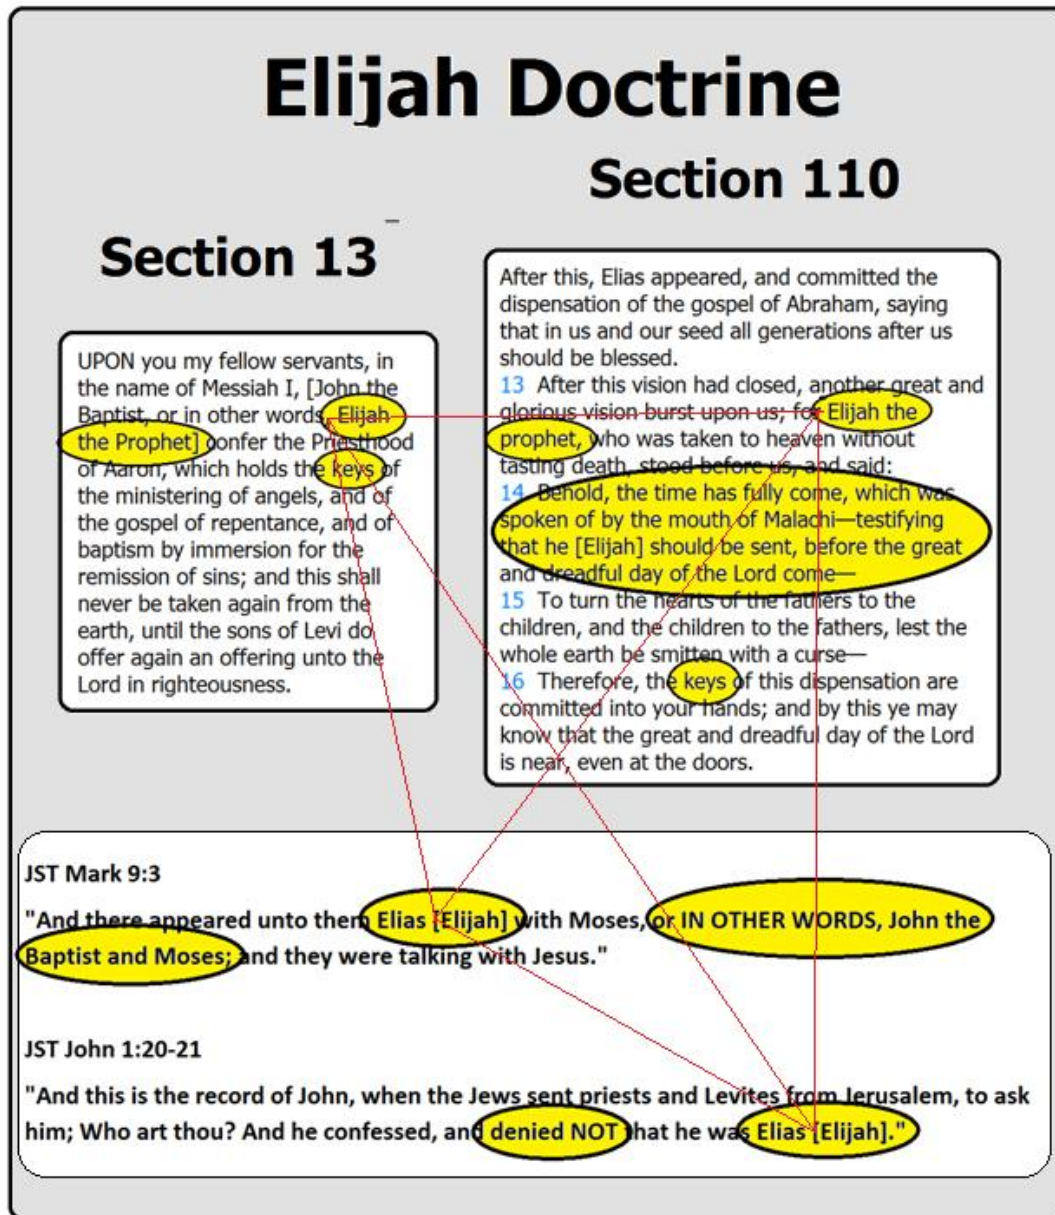 Elijah Doctrine
Section 110
Section 13
After this, Elias appeared, and committed the
dispensation of the gospel of Abraham, saying
that in us and our seed all generations after us
should be blessed.
13 After this vision had closed, another great and
glorious vision burst upon us; for Elijah the
prophet, who was taken to heaven without
tasting death, stood before us, and said:
14 Behold, the time has fully come, which was
spoken of by the mouth of Malachi—testifying
that he [Elijah] should be sent, before the great
and dreadful day of the Lord come—
15 To turn the hearts of the fathers to the
children, and the children to the fathers, lest the
whole earth be smitten with a curse—
16 Therefore, the keys of this dispensation are
committed into your hands; and by this ye may
know that the great and dreadful day of the Lord
is near, even at the doors.
UPON you my fellow servants, in
the name of Messiah I, [John the
Baptist, or in other words, Elijah
the Prophet] confer the Priesthood
of Aaron, which holds the keys of
the ministering of angels, and of
the gospel of repentance, and of
baptism by immersion for the
remission of sins; and this shall
never be taken again from the
earth, until the sons of Levi do
offer again an offering unto the
Lord in righteousness.
JST Mark 9:3
"And there appeared unto them Elias [Elijah] with Moses, or IN OTHER WORDS, John the
Baptist and Moses; and they were talking with Jesus."
JST John 1:20-21
"And this is the record of John, when the Jews sent priests and Levites from Jerusalem, to ask
him; Who art thou? And he confessed, and denied NOT that he was Elias [Elijah]."